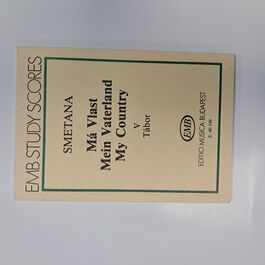 EMB STUDY SCORES
SMETANA
Má Vlast
Mein Vaterland
My Country
V
Tábor
EMB
EDITIO MUSICA BUDAPEST